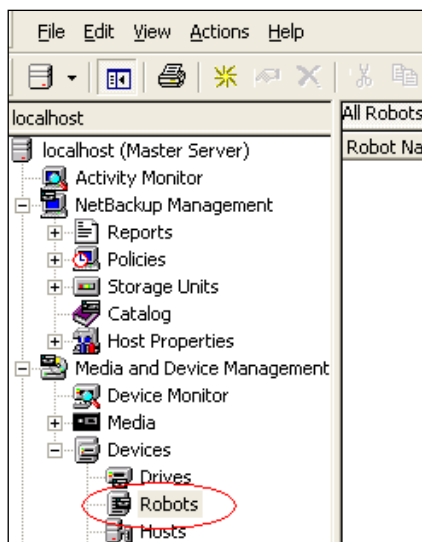 File Edit View Actions Help
localhost
All Robots
Robot Na
localhost (Master Server)
Activity Monitor
NetBackup Management
Reports
Policies
Storage Units
Catalog
Host Properties
Media and Device Management
Device Monitor
Media
Devices
Drives
Robots
Hosts